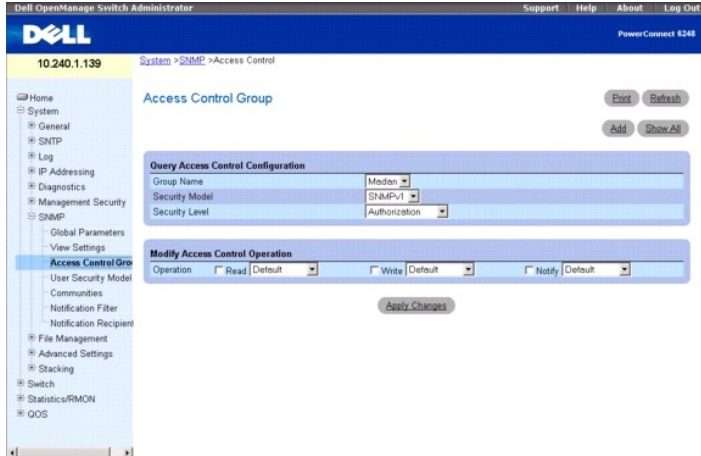 Dell OpenManage Switch Administrator
Support Help About Log Out
DELL
PowerConnect 6248
10.240.1.139
System >SNMP >Access Control
Home
System
General
SNTP
Log
IP Addressing
Diagnostics
Management Security
SNMP
Global Parameters
View Settings
Access Control Grou
User Security Model
Communities
Notification Filter
Notification Recipient
File Management
Advanced Settings
Stacking
Switch
Statistics/RMON
QOS
Access Control Group
Print Refresh
Add Show All
Query Access Control Configuration
Group Name Madan
Security Model SNMPv1
Security Level Authorization
Modify Access Control Operation
Operation Read Default Write Default Notify Default
Apply Changes